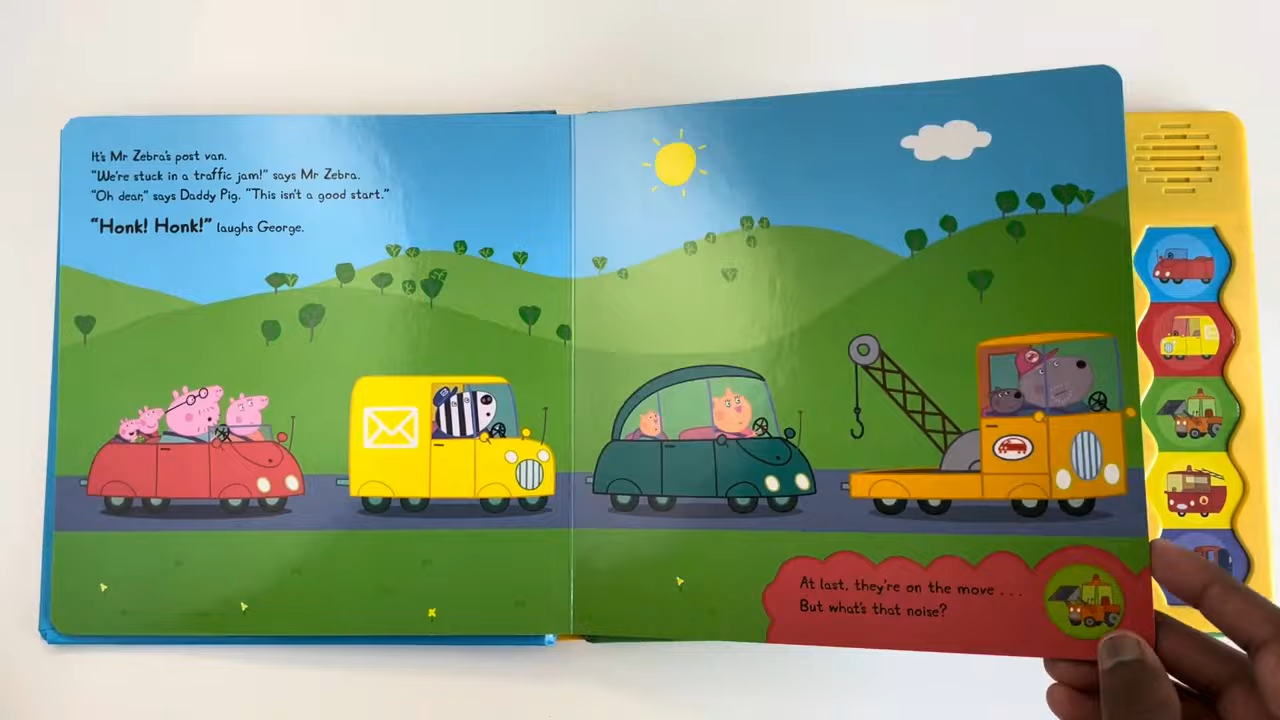 It's Mr Zebra's post van.
"We're stuck in a traffic jam!" says Mr Zebra.
"Oh dear," says Daddy Pig. "This isn't a good start."
"Honk! Honk!" laughs George.
At last, they're on the move . . .
But what's that noise?